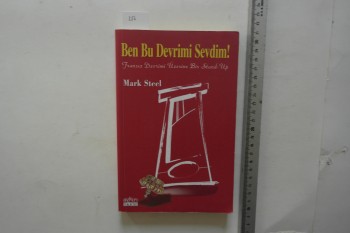 Ben Bu Devrimi Sevdim!
Fransız Devrimi Üzerine Bir Stand Up
Mark Steel